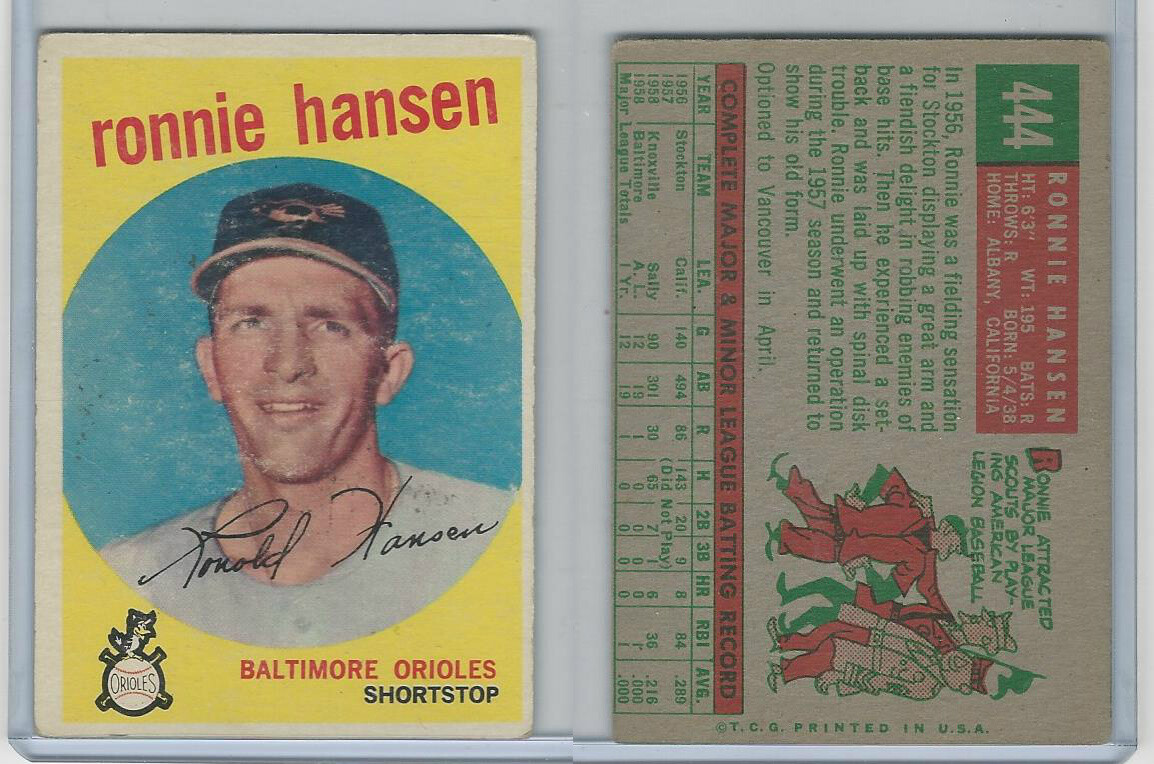 ronnie hansen
Ronald Hansen
ORIOLES
BALTIMORE ORIOLES
SHORTSTOP
444
RONNIE HANSEN
HT: 6'3" WT: 195 BATS: R
THROWS: R BORN: 5/4/38
HOME: ALBANY, CALIFORNIA
In 1956, Ronnie was a fielding sensation
for Stockton displaying a great arm and
a fiendish delight in robbing enemies of
base hits. Then he experienced a set-
back and was laid up with spinal disk
trouble. Ronnie underwent an operation
during the 1957 season and returned to
show his old form.
Optioned to Vancouver in April.
RONNIE ATTRACTED
MAJOR LEAGUE
SCOUTS BY PLAY-
ING AMERICAN
LEGION BASEBALL
COMPLETE MAJOR & MINOR LEAGUE BATTING RECORD
YEAR TEAM LEA. G AB R H 2B 3B HR RBI AVG.
1956 Stockton Calif. 140 494 86 143 20 9 8 84 .289
1957 (Did Not Play)
1958 Knoxville Sally 90 301 30 65 7 1 6 36 .216
1958 Baltimore A. L. 12 19 1 0 0 0 0 1 .000
Major League Totals 1 Yr. 12 19 1 0 0 0 0 1 .000
©T.C.G. PRINTED IN U.S.A.